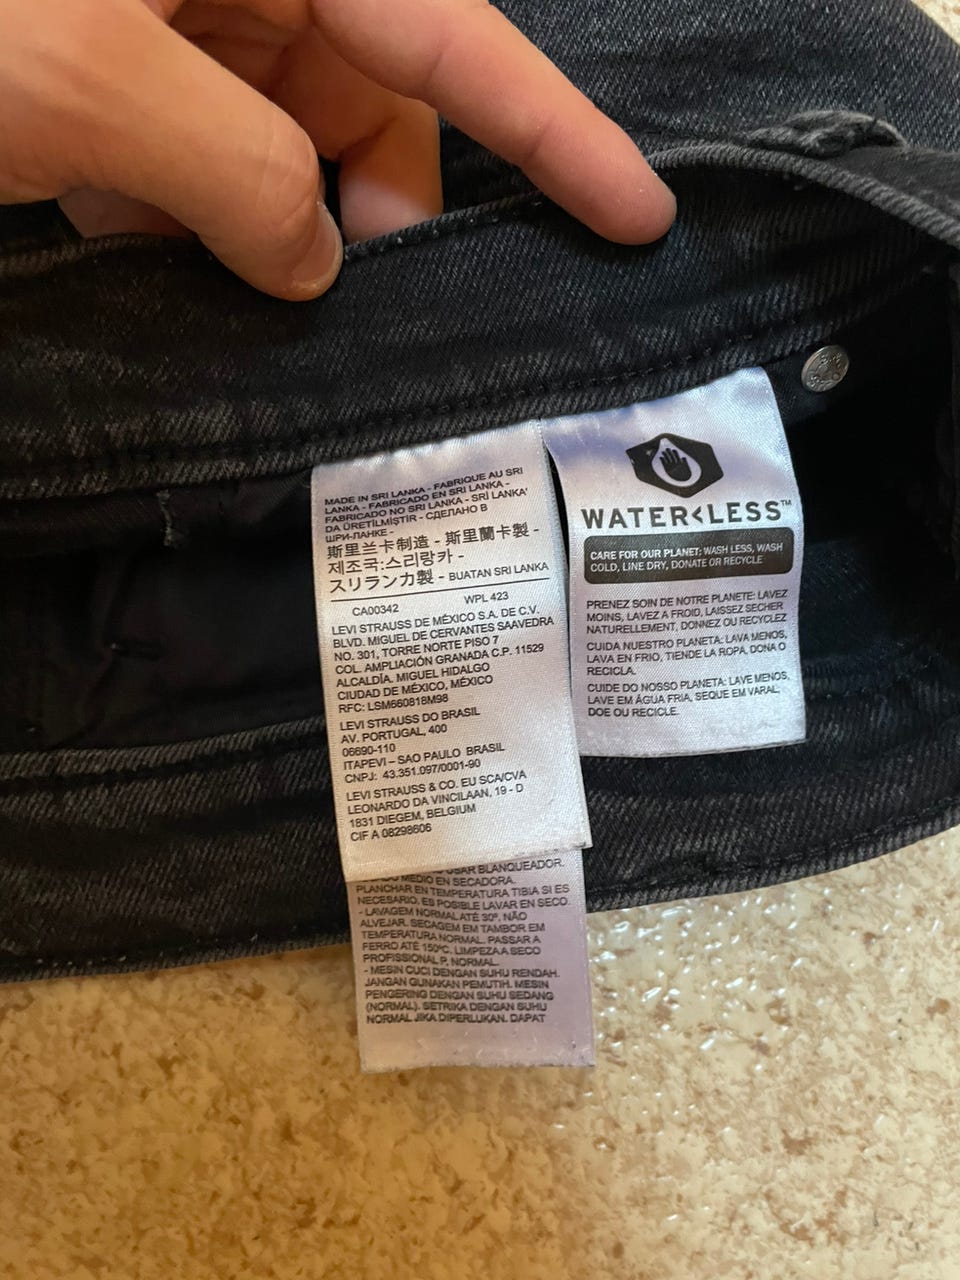 MADE IN SRI LANKA - FABRIQUE AU SRI
LANKA - FABRICADO EN SRI LANKA -
FABRICADO NO SRI LANKA - SRİ LANKA'
DA ÜRETİLMİŞTİR - СДЕЛАНО В
ШРИ-ЛАНКЕ -
斯里兰卡制造 - 斯里蘭卡製 -
제조국:스리랑카 -
スリランカ製 - BUATAN SRI LANKA
CA00342 WPL 423
LEVI STRAUSS DE MÉXICO S.A. DE C.V.
BLVD. MIGUEL DE CERVANTES SAAVEDRA
NO. 301, TORRE NORTE PISO 7
COL. AMPLIACIÓN GRANADA C.P. 11529
ALCALDÍA. MIGUEL HIDALGO
CIUDAD DE MÉXICO, MÉXICO
RFC: LSM660818M98
LEVI STRAUSS DO BRASIL
AV. PORTUGAL, 400
06690-110
ITAPEVI – SAO PAULO BRASIL
CNPJ: 43.351.097/0001-90
LEVI STRAUSS & CO. EU SCA/CVA
LEONARDO DA VINCILAAN, 19 - D
1831 DIEGEM, BELGIUM
CIF A 08298606
USAR BLANQUEADOR.
MEDIO EN SECADORA.
PLANCHAR EN TEMPERATURA TIBIA SI ES
NECESARIO. ES POSIBLE LAVAR EN SECO.
- LAVAGEM NORMAL ATÉ 30º, NÃO
ALVEJAR. SECAGEM EM TAMBOR EM
TEMPERATURA NORMAL. PASSAR A
FERRO ATÉ 150ºC. LIMPEZA A SECO
PROFISSIONAL P, NORMAL.
- MESIN CUCI DENGAN SUHU RENDAH.
JANGAN GUNAKAN PEMUTIH. MESIN
PENGERING DENGAN SUHU SEDANG
(NORMAL). SETRIKA DENGAN SUHU
NORMAL JIKA DIPERLUKAN. DAPAT
WATER<LESS™
CARE FOR OUR PLANET: WASH LESS, WASH
COLD, LINE DRY, DONATE OR RECYCLE
PRENEZ SOIN DE NOTRE PLANETE: LAVEZ
MOINS, LAVEZ A FROID, LAISSEZ SECHER
NATURELLEMENT, DONNEZ OU RECYCLEZ
CUIDA NUESTRO PLANETA: LAVA MENOS,
LAVA EN FRIO, TIENDE LA ROPA, DONA O
RECICLA.
CUIDE DO NOSSO PLANETA: LAVE MENOS,
LAVE EM ÁGUA FRIA, SEQUE EM VARAL,
DOE OU RECICLE.